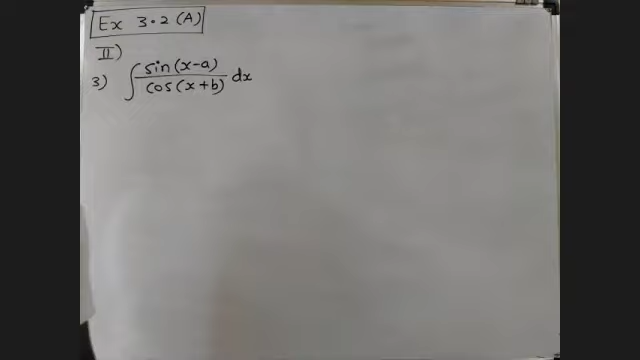 Ex 3.2 (A)
II)
3) ∫ sin(x-a)/cos(x+b) dx